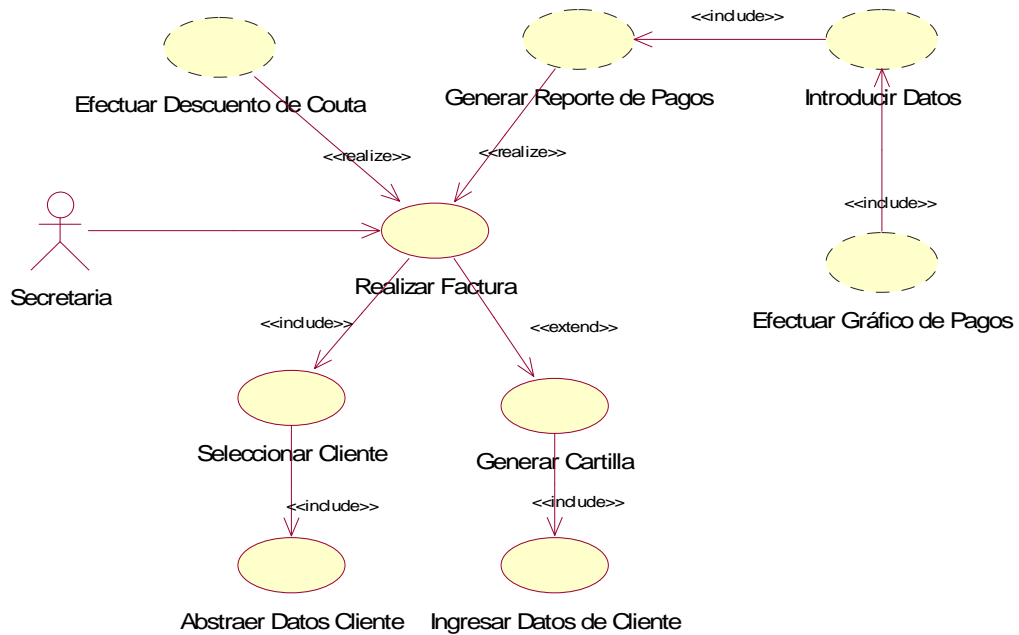 <<include>>
Efectuar Descuento de Couta
Generar Reporte de Pagos
Introducir Datos
<<realize>>
<<realize>>
<<include>>
Secretaria
Realizar Factura
Efectuar Gráfico de Pagos
<<include>>
<<extend>>
Seleccionar Cliente
Generar Cartilla
<<include>>
<<include>>
Abstraer Datos Cliente
Ingresar Datos de Cliente